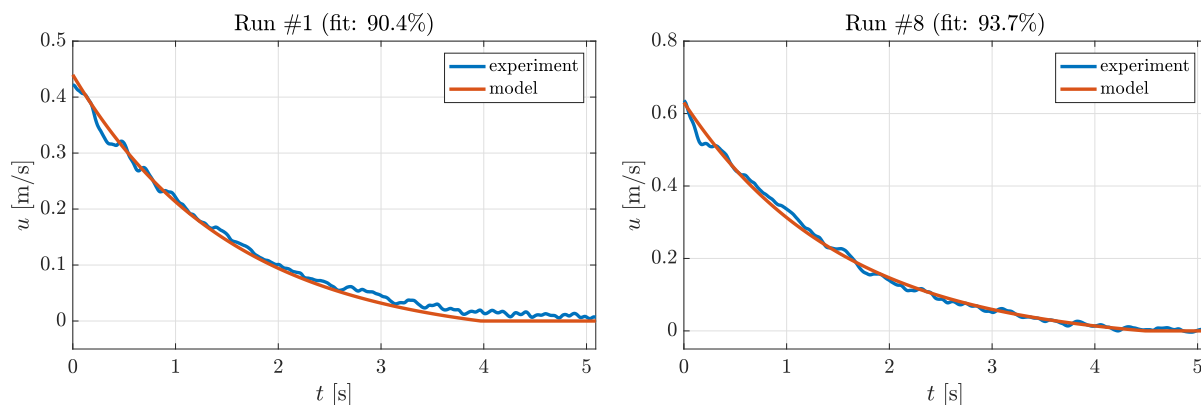 Run #1 (fit: 90.4%)
0.5
0.4
0.3
0.2
0.1
0
u [m/s]
experiment
model
0
1
2
3
4
5
t [s]
Run #8 (fit: 93.7%)
0.8
0.6
0.4
0.2
0
u [m/s]
experiment
model
0
1
2
3
4
5
t [s]